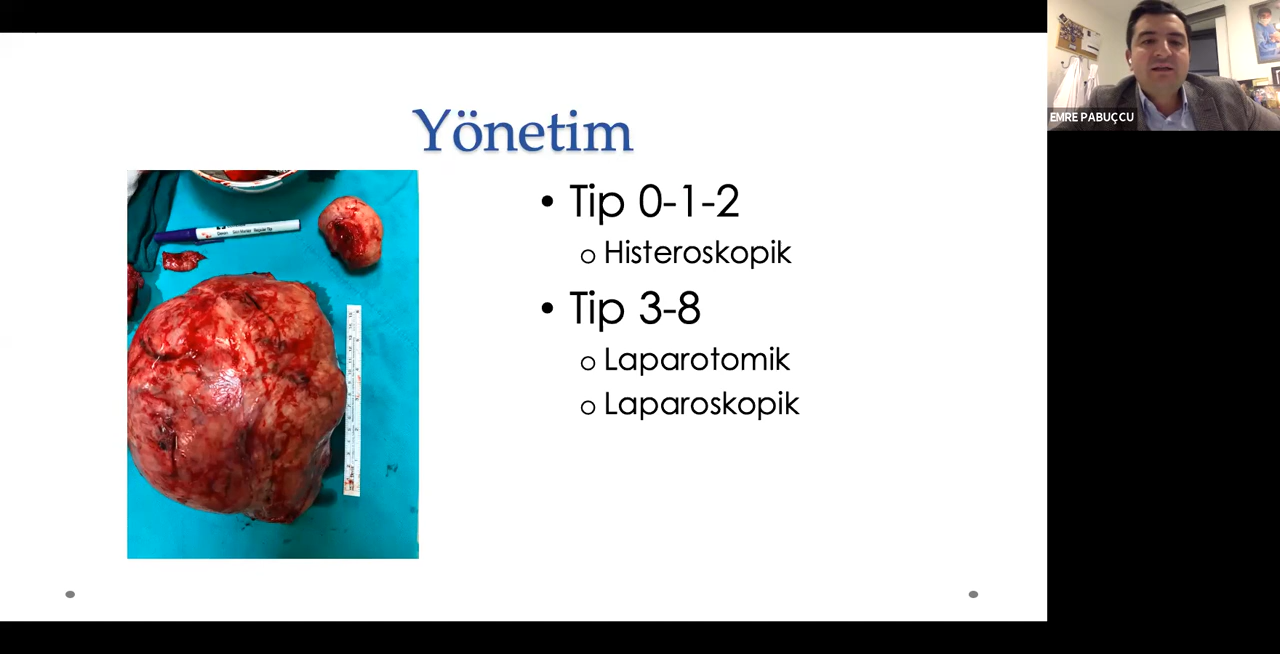 Yönetim
• Tip 0-1-2
o Histeroskopik
• Tip 3-8
o Laparotomik
o Laparoskopik
EMRE PABUÇCU